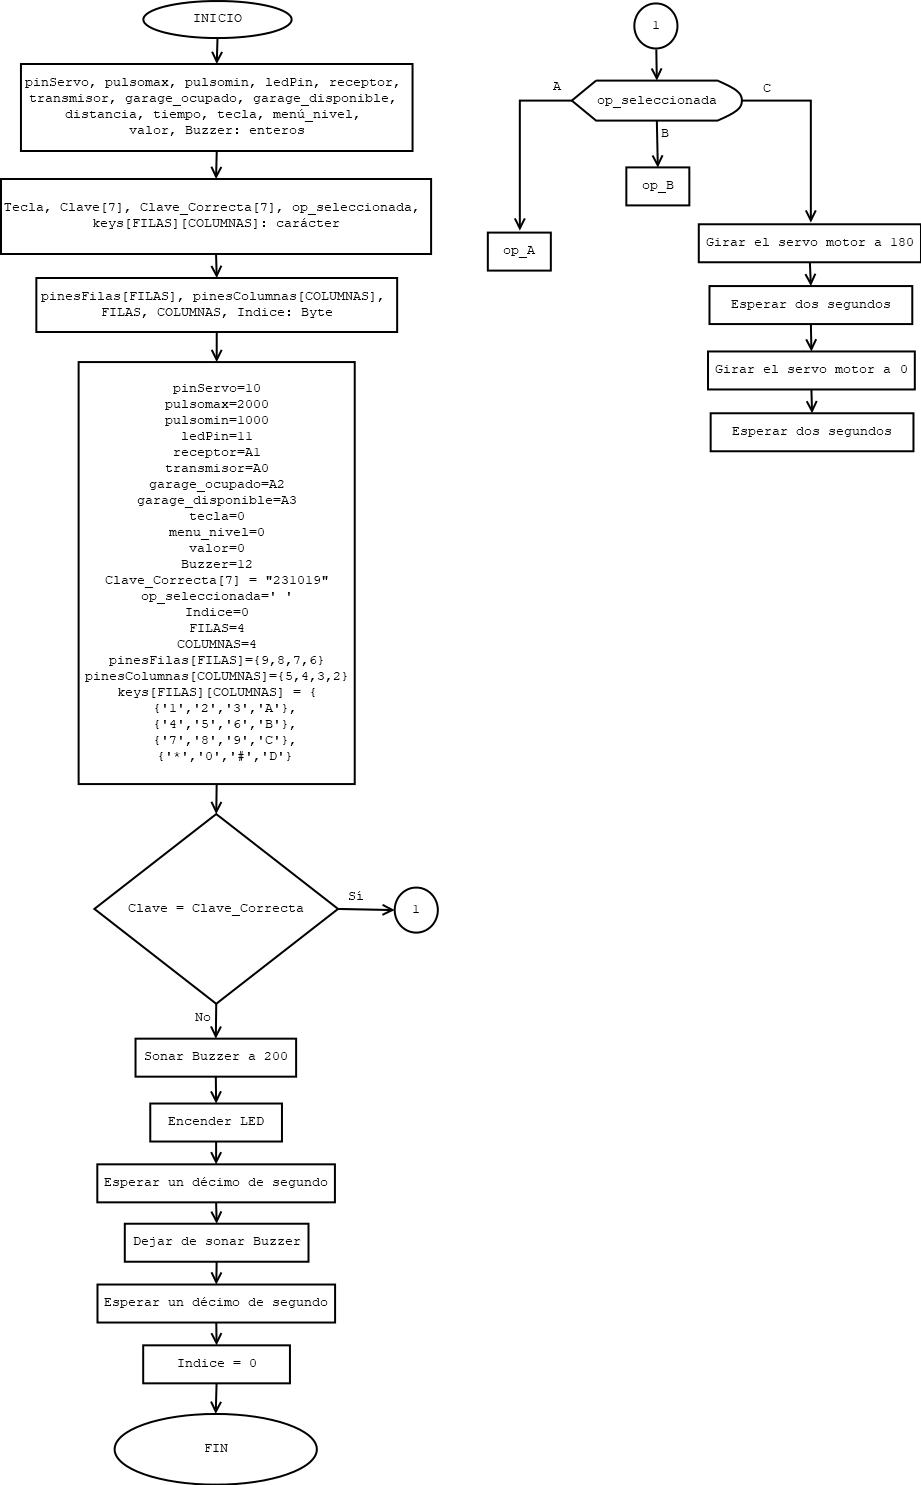 INICIO
pinServo, pulsomax, pulsomin, ledPin, receptor,
transmisor, garage_ocupado, garage_disponible,
distancia, tiempo, tecla, menú_nivel,
valor, Buzzer: enteros
Tecla, Clave[7], Clave_Correcta[7], op_seleccionada,
keys[FILAS][COLUMNAS]: carácter
pinesFilas[FILAS], pinesColumnas[COLUMNAS],
FILAS, COLUMNAS, Indice: Byte
pinServo=10
pulsomax=2000
pulsomin=1000
ledPin=11
receptor=A1
transmisor=A0
garage_ocupado=A2
garage_disponible=A3
tecla=0
menu_nivel=0
valor=0
Buzzer=12
Clave_Correcta[7] = "231019"
op_seleccionada=' '
Indice=0
FILAS=4
COLUMNAS=4
pinesFilas[FILAS]={9,8,7,6}
pinesColumnas[COLUMNAS]={5,4,3,2}
keys[FILAS][COLUMNAS] = {
{'1','2','3','A'},
{'4','5','6','B'},
{'7','8','9','C'},
{'*','0','#','D'}
Clave = Clave_Correcta
Sí
1
No
Sonar Buzzer a 200
Encender LED
Esperar un décimo de segundo
Dejar de sonar Buzzer
Esperar un décimo de segundo
Indice = 0
FIN
1
op_seleccionada
A
B
C
op_A
op_B
Girar el servo motor a 180
Esperar dos segundos
Girar el servo motor a 0
Esperar dos segundos